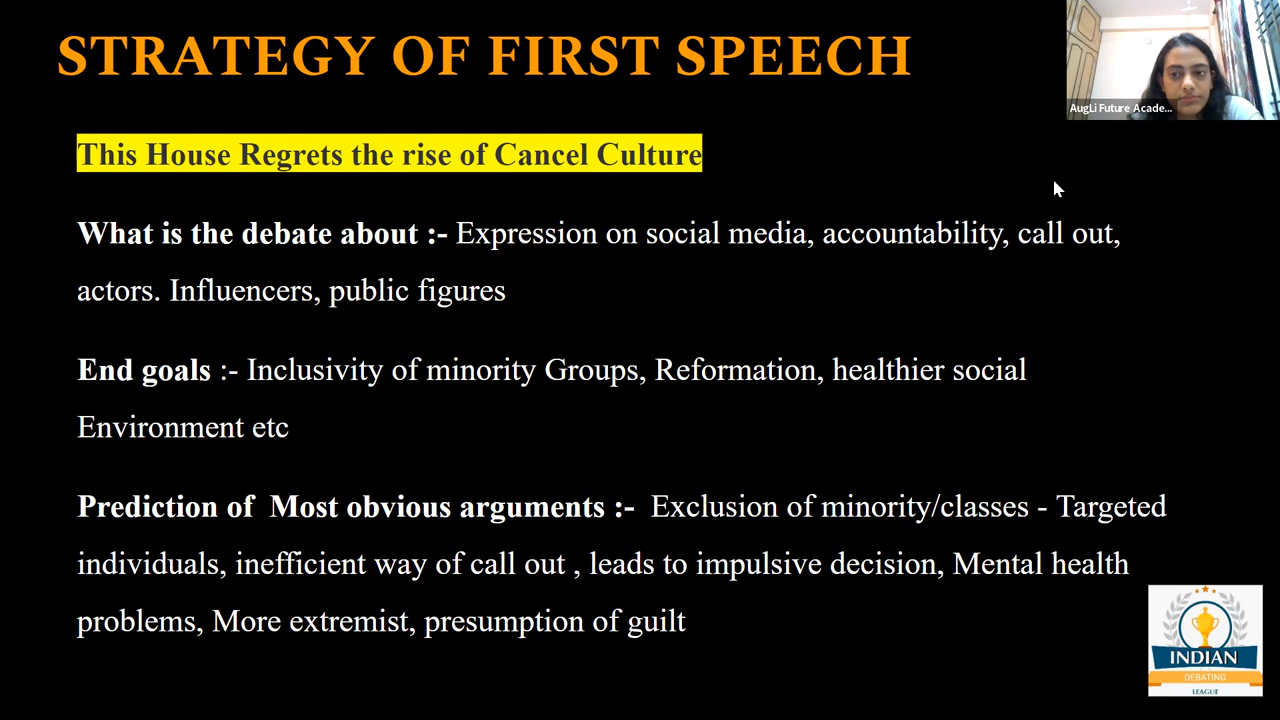 STRATEGY OF FIRST SPEECH
AugLi Future Acade...
This House Regrets the rise of Cancel Culture
What is the debate about :- Expression on social media, accountability, call out,
actors. Influencers, public figures
End goals :- Inclusivity of minority Groups, Reformation, healthier social
Environment etc
Prediction of  Most obvious arguments :-  Exclusion of minority/classes - Targeted
individuals, inefficient way of call out , leads to impulsive decision, Mental health
problems, More extremist, presumption of guilt
INDIAN
DEBATING
LEAGUE